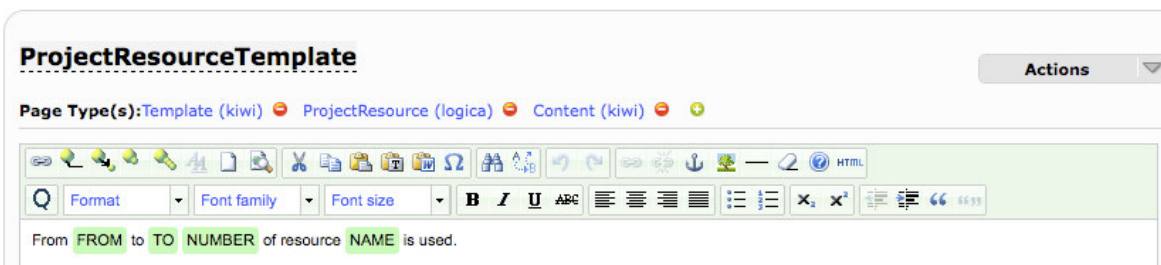 ProjectResourceTemplate
Actions
Page Type(s):Template (kiwi) ProjectResource (logica) Content (kiwi)
HTML
Format Font family Font size B I U ABC
From FROM to TO NUMBER of resource NAME is used.